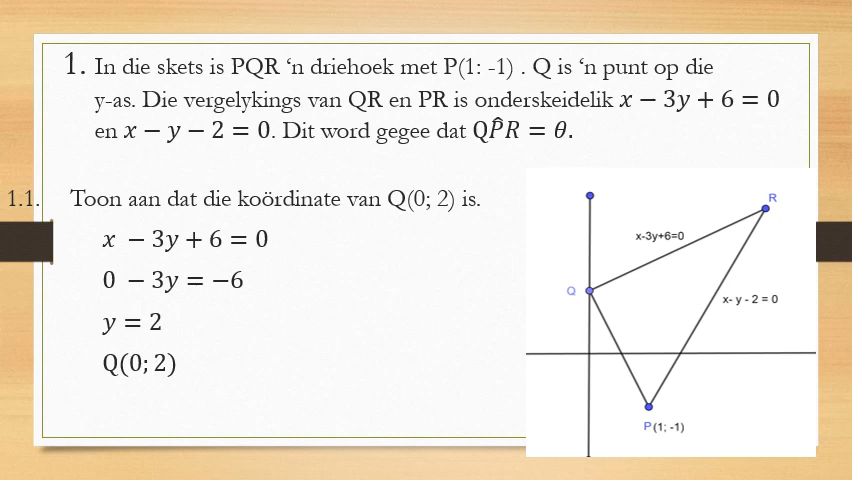 1. In die skets is PQR ‘n driehoek met P(1: -1) . Q is ‘n punt op die
y-as. Die vergelykings van QR en PR is onderskeidelik 𝑥 − 3𝑦 + 6 = 0
en 𝑥 − 𝑦 − 2 = 0. Dit word gegee dat QP̂R = 𝜃.
1.1. Toon aan dat die koördinate van Q(0; 2) is.
𝑥 − 3𝑦 + 6 = 0
0 − 3𝑦 = −6
𝑦 = 2
Q(0; 2)
R
x-3y+6=0
Q
x- y - 2 = 0
P (1; -1)